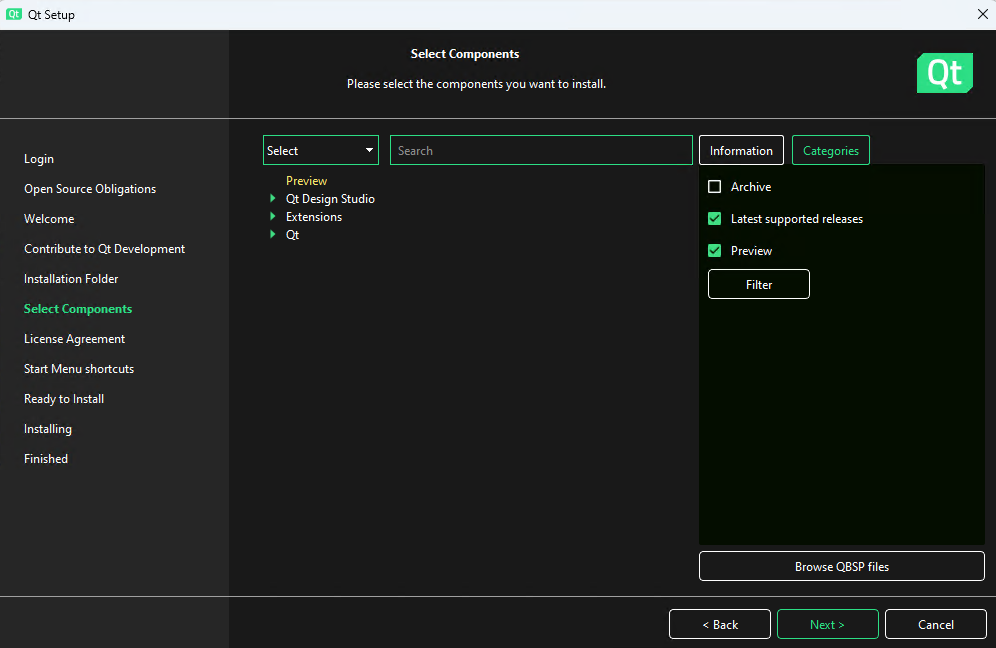 Qt Qt Setup
Select Components
Please select the components you want to install.
Qt
Login
Open Source Obligations
Welcome
Contribute to Qt Development
Installation Folder
Select Components
License Agreement
Start Menu shortcuts
Ready to Install
Installing
Finished
Select
Search
Preview
Qt Design Studio
Extensions
Qt
Information
Categories
Archive
Latest supported releases
Preview
Filter
Browse QBSP files
< Back
Next >
Cancel